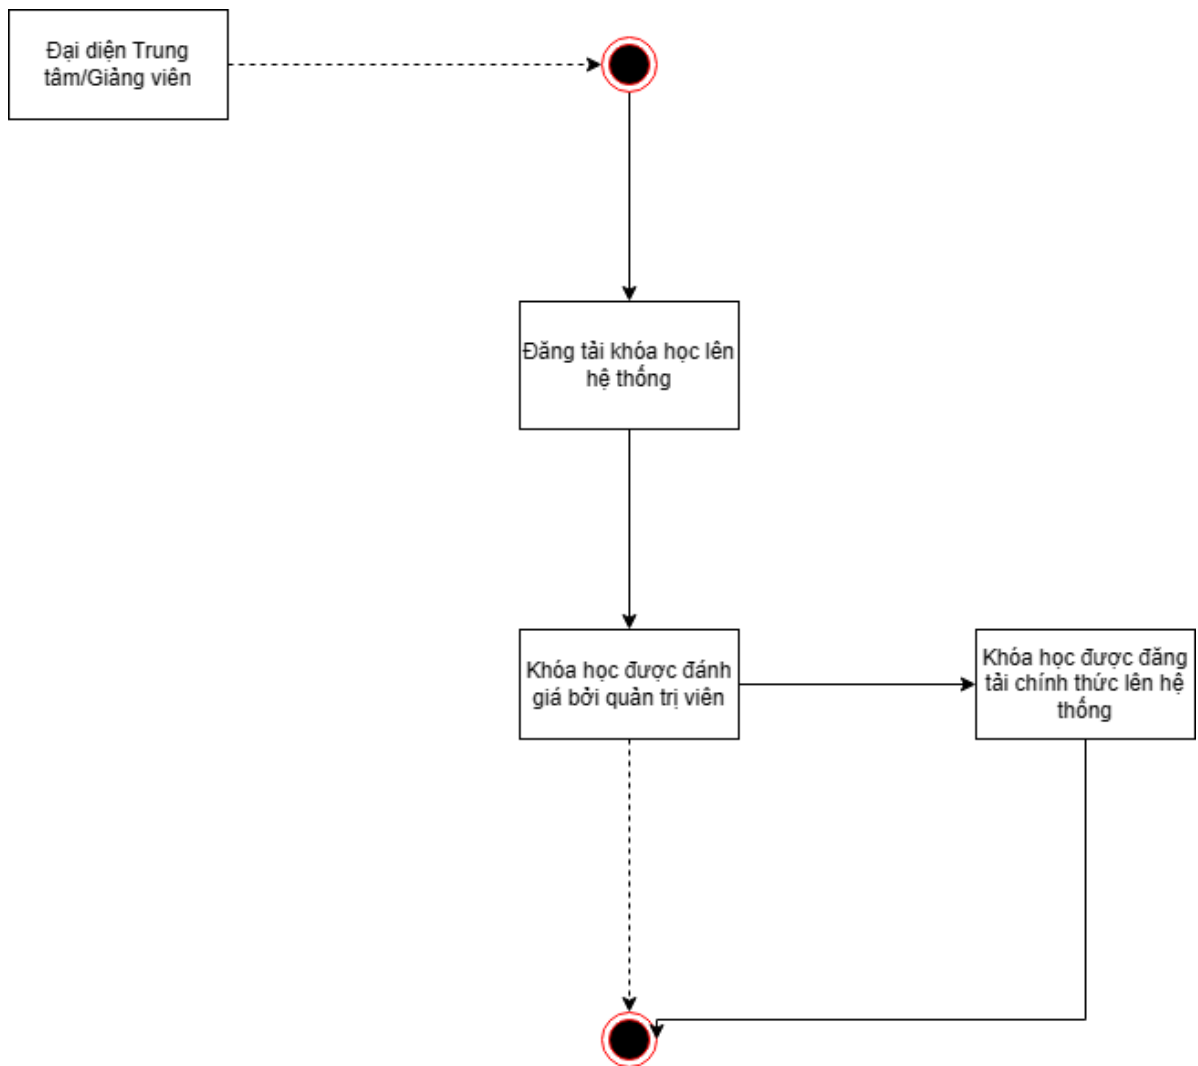 Đại diện Trung
tâm/Giảng viên
Đăng tải khóa học lên
hệ thống
Khóa học được đánh
giá bởi quản trị viên
Khóa học được đăng
tải chính thức lên hệ
thống